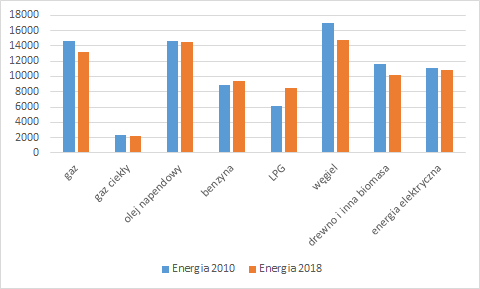 18000
16000
14000
12000
10000
8000
6000
4000
2000
0
gaz
gaz ciekły
olej napendowy
benzyna
LPG
węgiel
drewno i inna biomasa
energia elektryczna
Energia 2010 Energia 2018